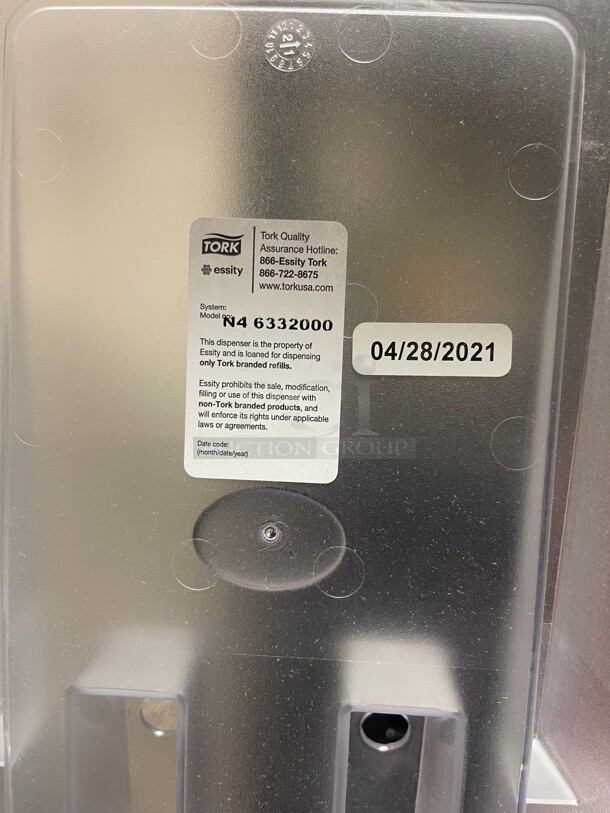 TORK
essity
Tork Quality
Assurance Hotline:
866-Essity Tork
866-722-8675
www.torkusa.com
System:
Model no:
N4 6332000
This dispenser is the property of
Essity and is loaned for dispensing
only Tork branded refills.
Essity prohibits the sale, modification,
filling or use of this dispenser with
non-Tork branded products, and
will enforce its rights under applicable
laws or agreements.
Date code:
(month/date/year)
04/28/2021
AUCTION GROUP